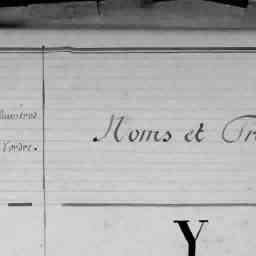 Numéros
d'ordre.
Noms et Pr
Y